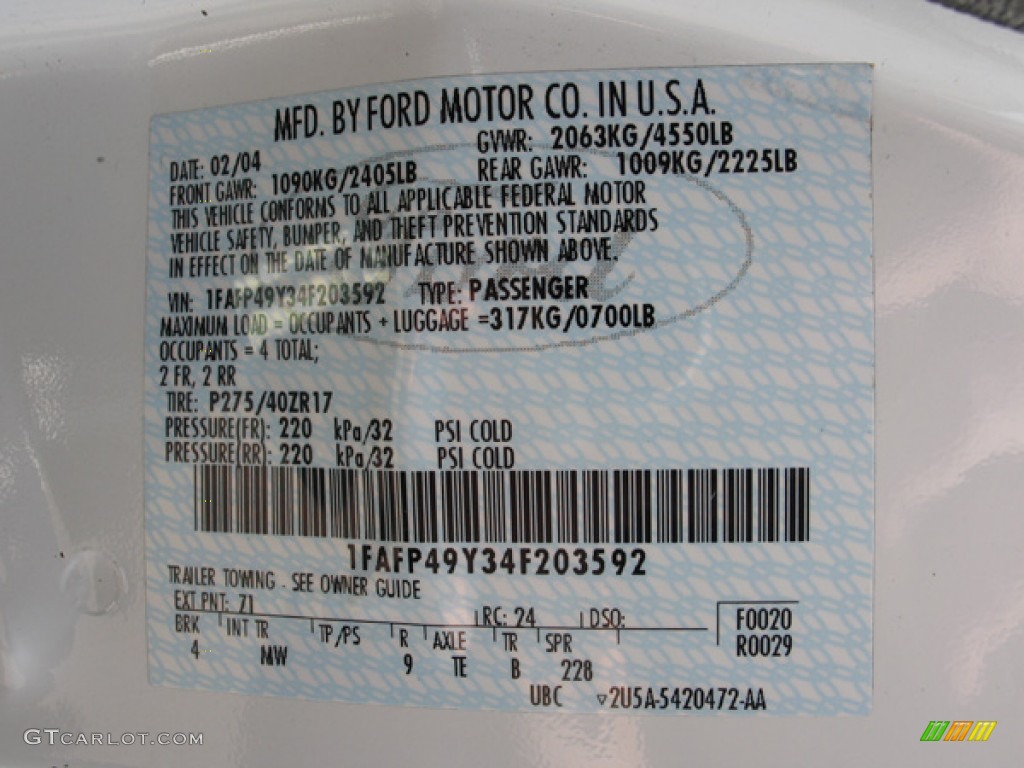 MFD. BY FORD MOTOR CO. IN U.S.A.
DATE: 02/04 GVWR: 2063KG/4550LB
FRONT GAWR: 1090KG/2405LB REAR GAWR: 1009KG/2225LB
THIS VEHICLE CONFORMS TO ALL APPLICABLE FEDERAL MOTOR
VEHICLE SAFETY, BUMPER, AND THEFT PREVENTION STANDARDS
IN EFFECT ON THE DATE OF MANUFACTURE SHOWN ABOVE.
VIN: 1FAFP49Y34F203592 TYPE: PASSENGER
MAXIMUM LOAD = OCCUPANTS + LUGGAGE =317KG/0700LB
OCCUPANTS = 4 TOTAL;
2 FR, 2 RR
TIRE: P275/40ZR17
PRESSURE(FR): 220 kPa/32 PSI COLD
PRESSURE(RR): 220 kPa/32 PSI COLD
1FAFP49Y34F203592
TRAILER TOWING - SEE OWNER GUIDE
EXT PNT: Z1 RC: 24 DSO: F0020
BRK INT TR TP/PS R AXLE TR SPR R0029
4 MW 9 TE B 228
UBC ▿2U5A-5420472-AA
GTCARLOT.COM